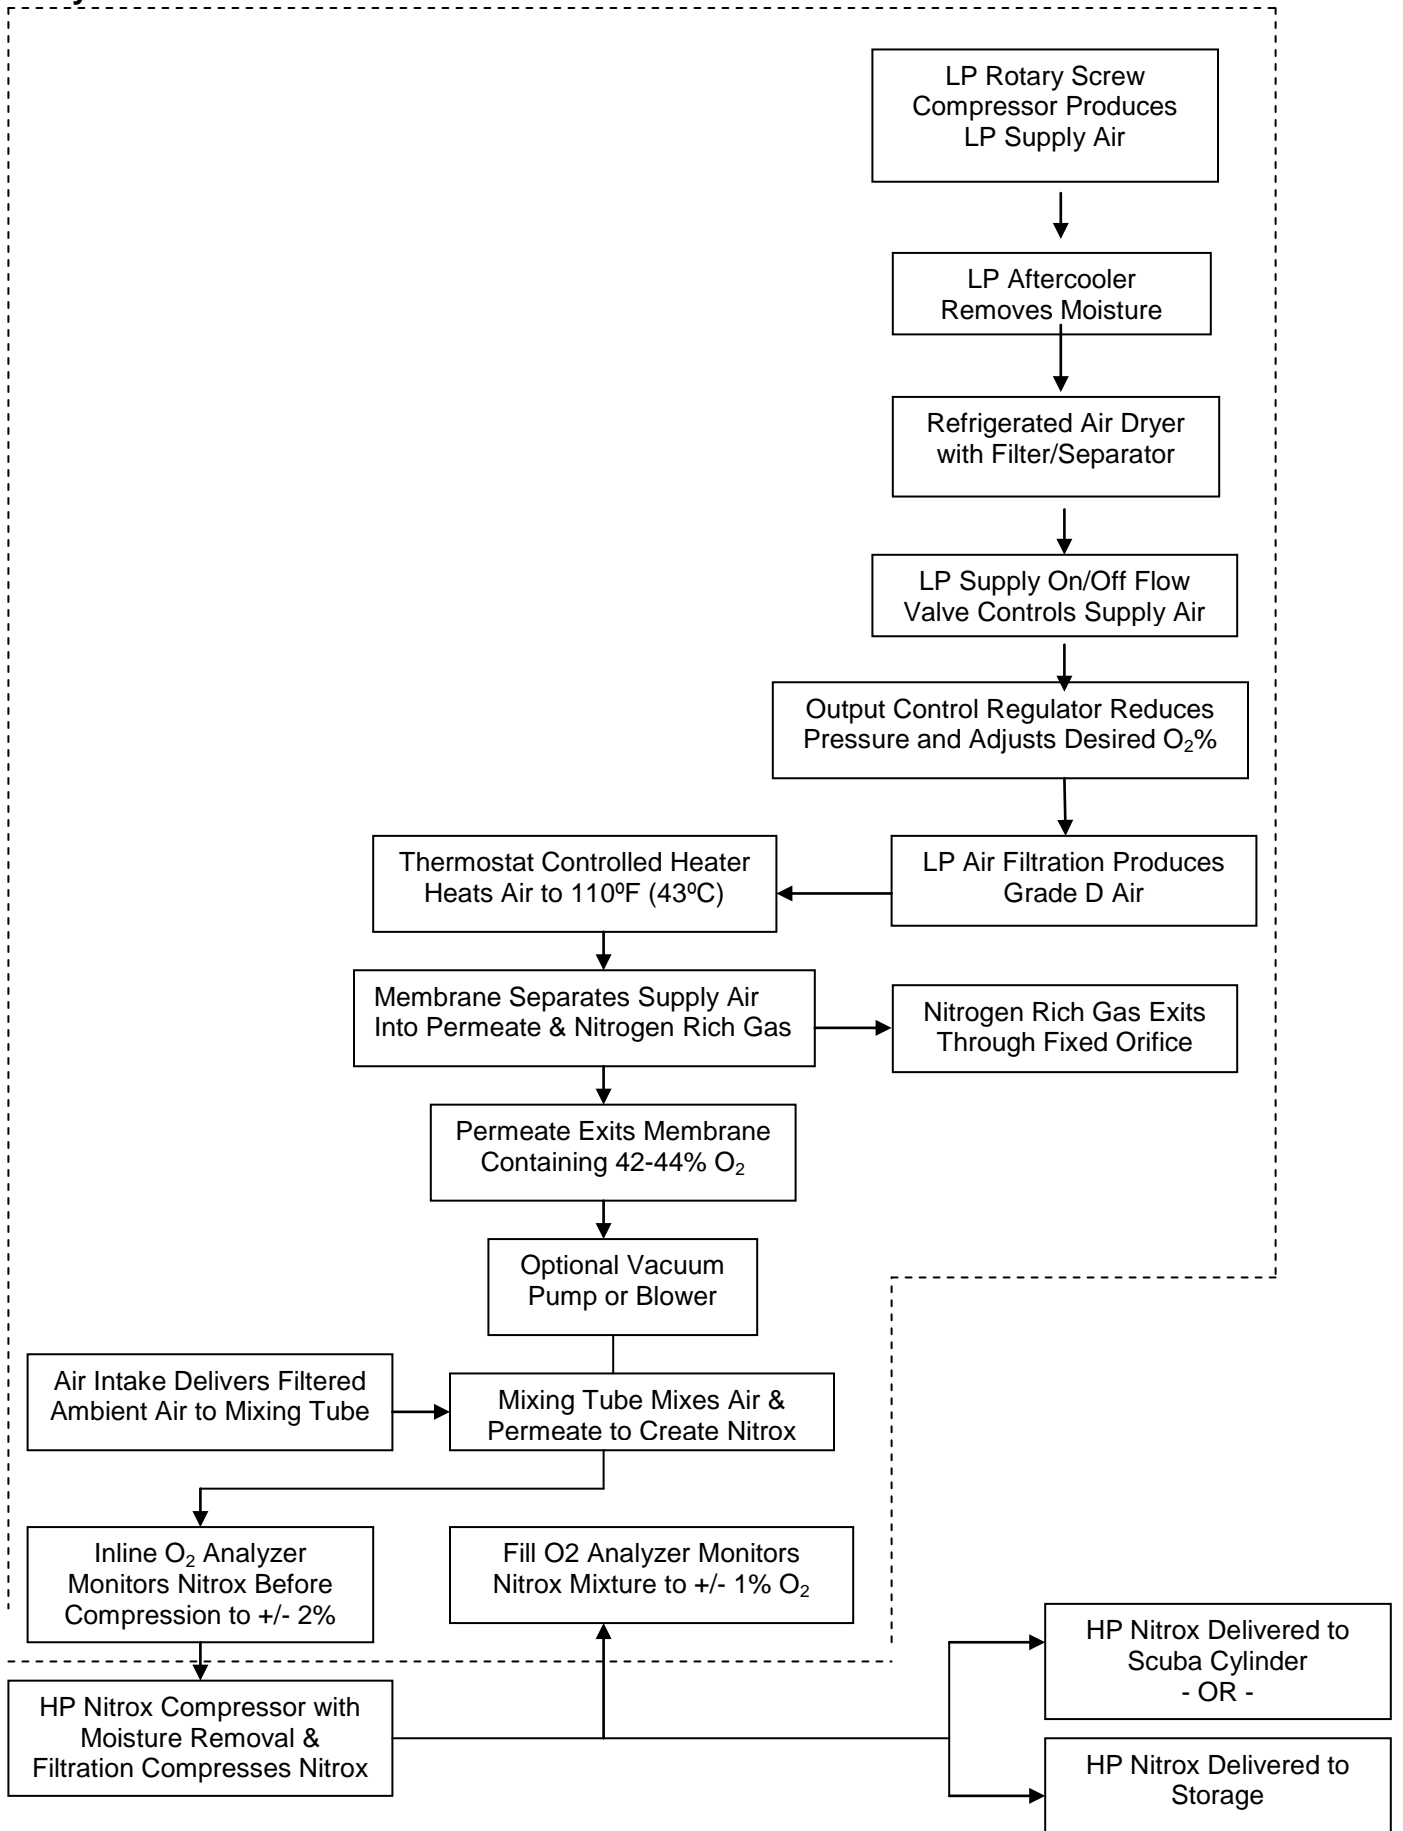 LP Rotary Screw
Compressor Produces
LP Supply Air
LP Aftercooler
Removes Moisture
Refrigerated Air Dryer
with Filter/Separator
LP Supply On/Off Flow
Valve Controls Supply Air
Output Control Regulator Reduces
Pressure and Adjusts Desired O₂%
Thermostat Controlled Heater
Heats Air to 110ºF (43ºC)
LP Air Filtration Produces
Grade D Air
Membrane Separates Supply Air
Into Permeate & Nitrogen Rich Gas
Nitrogen Rich Gas Exits
Through Fixed Orifice
Permeate Exits Membrane
Containing 42-44% O₂
Optional Vacuum
Pump or Blower
Air Intake Delivers Filtered
Ambient Air to Mixing Tube
Mixing Tube Mixes Air &
Permeate to Create Nitrox
Inline O₂ Analyzer
Monitors Nitrox Before
Compression to +/- 2%
Fill O2 Analyzer Monitors
Nitrox Mixture to +/- 1% O₂
HP Nitrox Delivered to
Scuba Cylinder
- OR -
HP Nitrox Compressor with
Moisture Removal &
Filtration Compresses Nitrox
HP Nitrox Delivered to
Storage